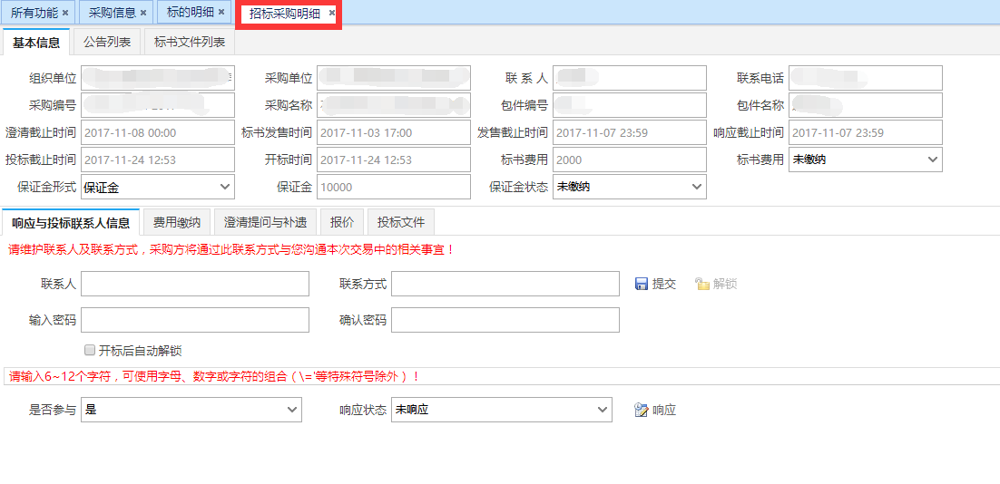 所有功能 × 采购信息 × 标的明细 × 招标采购明细 ×
基本信息 公告列表 标书文件列表
组织单位 采购单位 联 系 人 联系电话
采购编号 采购名称 包件编号 包件名称
澄清截止时间 2017-11-08 00:00 标书发售时间 2017-11-03 17:00 发售截止时间 2017-11-07 23:59 响应截止时间 2017-11-07 23:59
投标截止时间 2017-11-24 12:53 开标时间 2017-11-24 12:53 标书费用 2000 标书费用 未缴纳
保证金形式 保证金 保证金 10000 保证金状态 未缴纳
响应与投标联系人信息 费用缴纳 澄清提问与补遗 报价 投标文件
请维护联系人及联系方式，采购方将通过此联系方式与您沟通本次交易中的相关事宜！
联系人 联系方式 提交 解锁
输入密码 确认密码
开标后自动解锁
请输入6~12个字符，可使用字母、数字或字符的组合（\='等特殊符号除外）！
是否参与 是 响应状态 未响应 响应